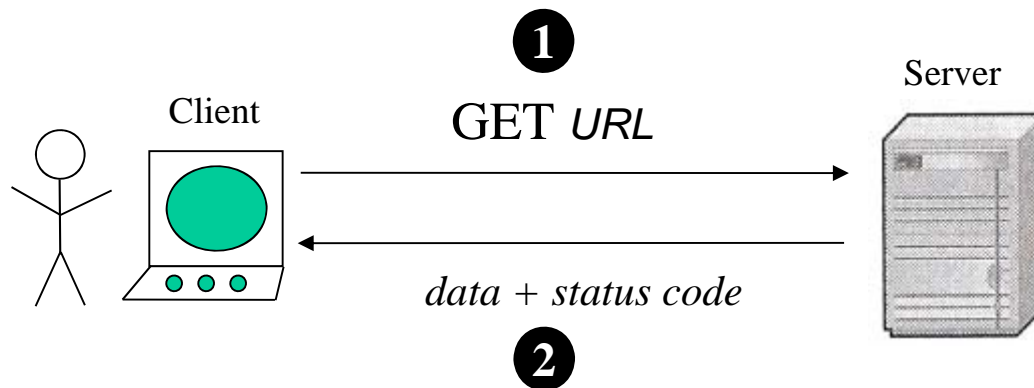 1
Server
Client
GET URL
data + status code
2